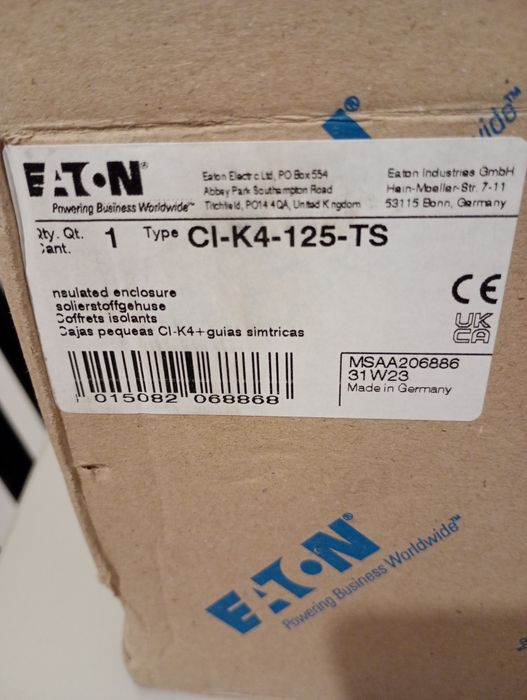 EATON®
Powering Business Worldwide™
Eaton Electric Ltd, PO Box 554
Abbey Park Southampton Road
Titchfield, PO14 4QA, United Kingdom
Eaton Industries GmbH
Hein-Moeller-Str. 7-11
53115 Bonn, Germany
Qty. Qt. 1 Type CI-K4-125-TS
Cant.
nsulated enclosure
solierstoffgehuse
Coffrets isolants
Cajas pequeas CI-K4+guias simtricas
CE
UK
CA
015082 068868
MSAA206886
31W23
Made in Germany
EATON
Powering Business Worldwide™